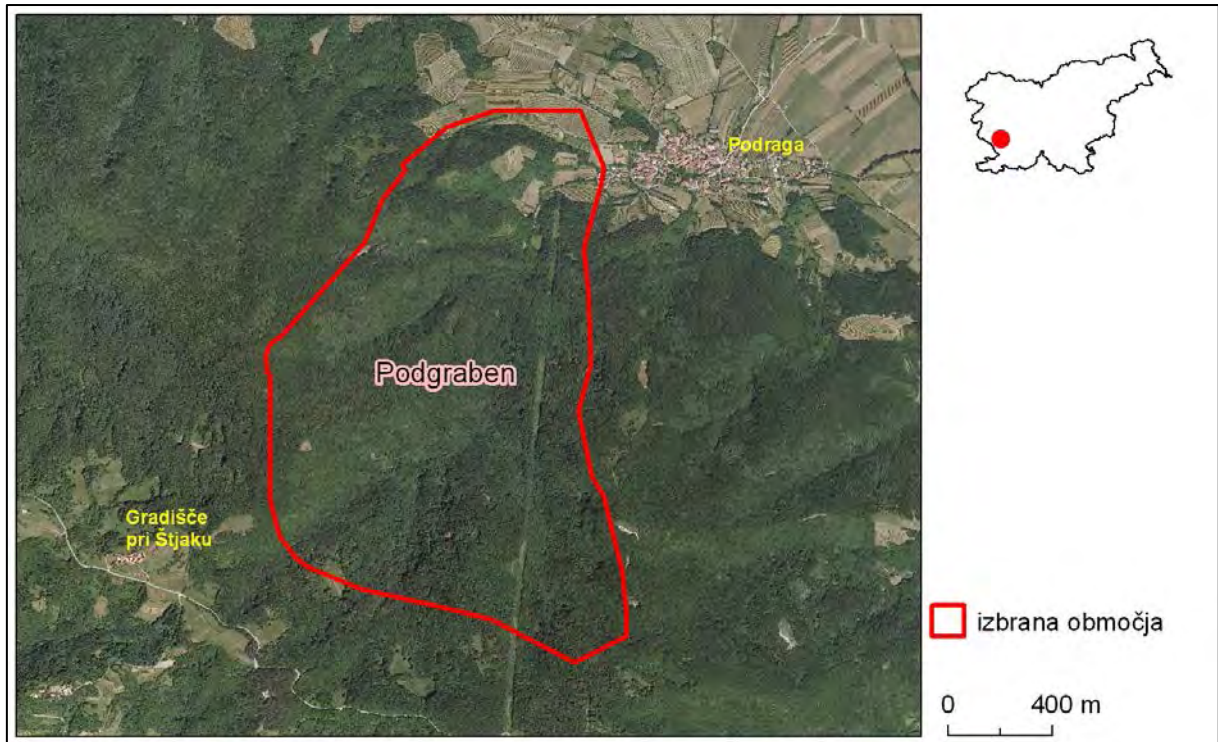 Podraga
Podgraben
Gradišče
pri Štjaku
izbrana območja
0 400 m